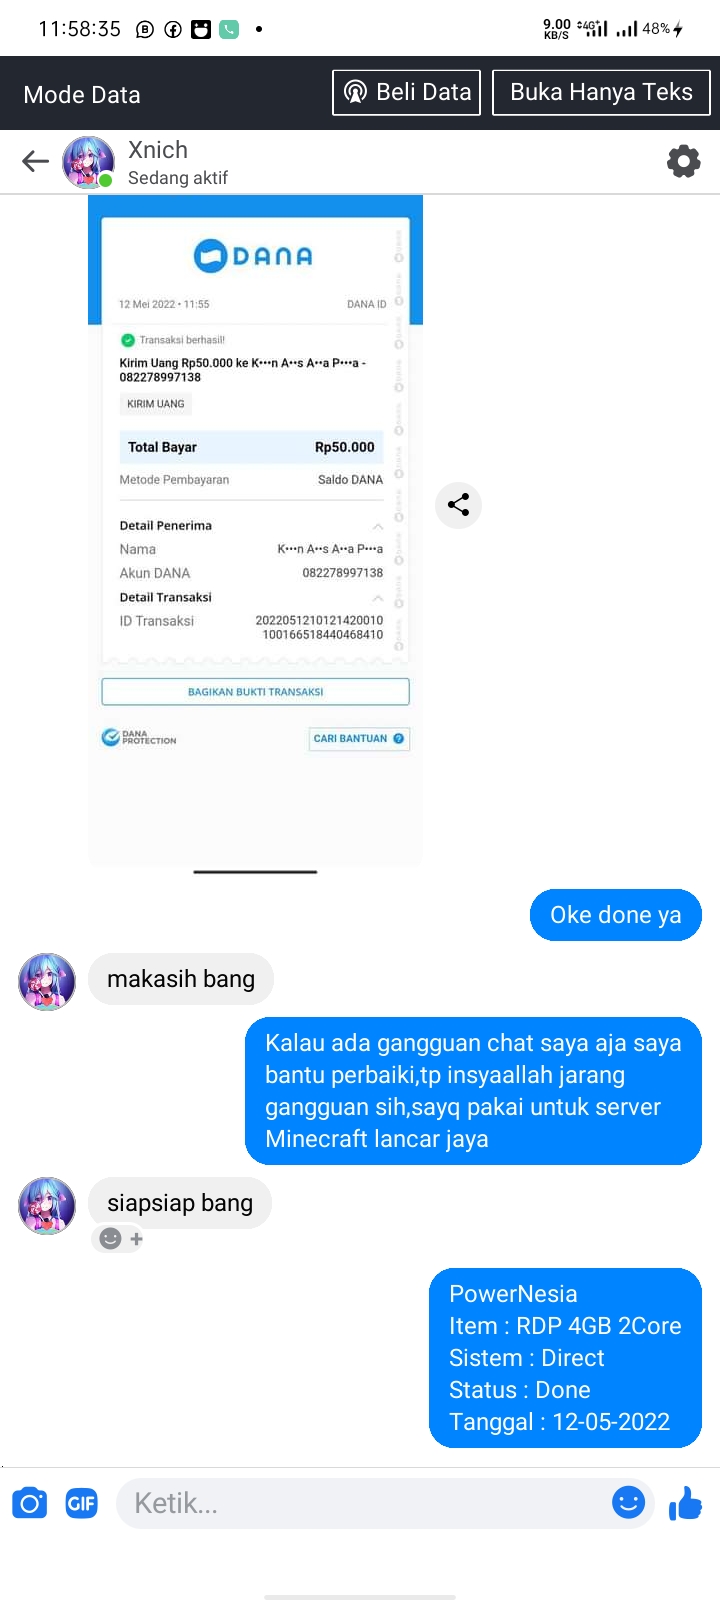 11:58:35
9.00 KB/S 4G+ 48%
Mode Data
Beli Data
Buka Hanya Teks
Xnich
Sedang aktif
DANA
12 Mei 2022 • 11:55
DANA ID
Transaksi berhasil!
Kirim Uang Rp50.000 ke K•••n A••s A••a P•••a -
082278997138
KIRIM UANG
Total Bayar Rp50.000
Metode Pembayaran Saldo DANA
Detail Penerima
Nama K•••n A••s A••a P•••a
Akun DANA 082278997138
Detail Transaksi
ID Transaksi 2022051210121420010
100166518440468410
BAGIKAN BUKTI TRANSAKSI
DANA
PROTECTION
CARI BANTUAN ?
Oke done ya
makasih bang
Kalau ada gangguan chat saya aja saya
bantu perbaiki,tp insyaallah jarang
gangguan sih,sayq pakai untuk server
Minecraft lancar jaya
siapsiap bang
PowerNesia
Item : RDP 4GB 2Core
Sistem : Direct
Status : Done
Tanggal : 12-05-2022
GIF
Ketik...